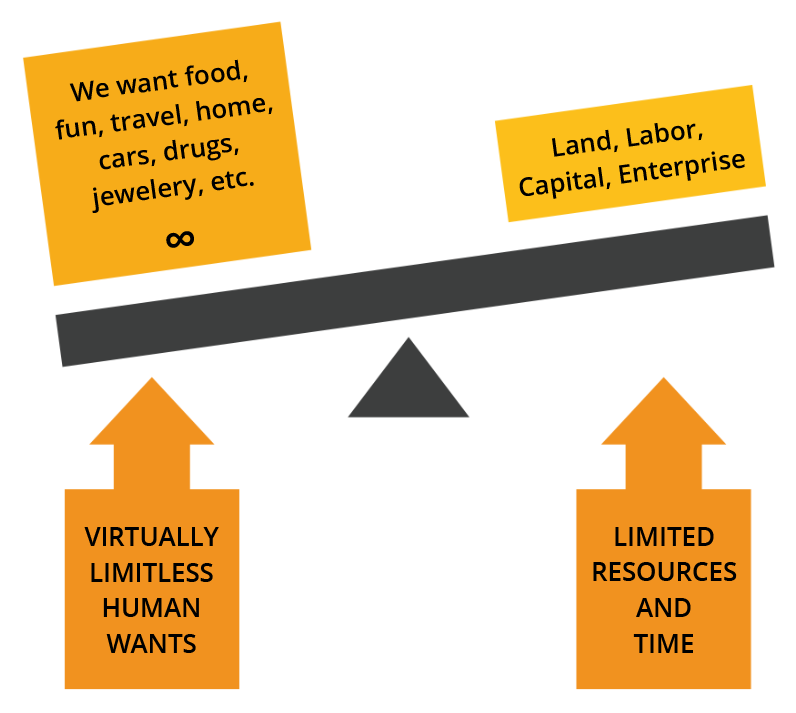 We want food,
fun, travel, home,
cars, drugs,
jewelery, etc.
∞
Land, Labor,
Capital, Enterprise
VIRTUALLY
LIMITLESS
HUMAN
WANTS
LIMITED
RESOURCES
AND
TIME